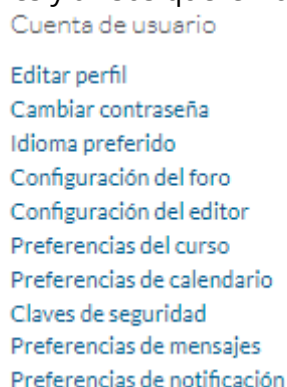 Cuenta de usuario
Editar perfil
Cambiar contraseña
Idioma preferido
Configuración del foro
Configuración del editor
Preferencias del curso
Preferencias de calendario
Claves de seguridad
Preferencias de mensajes
Preferencias de notificación